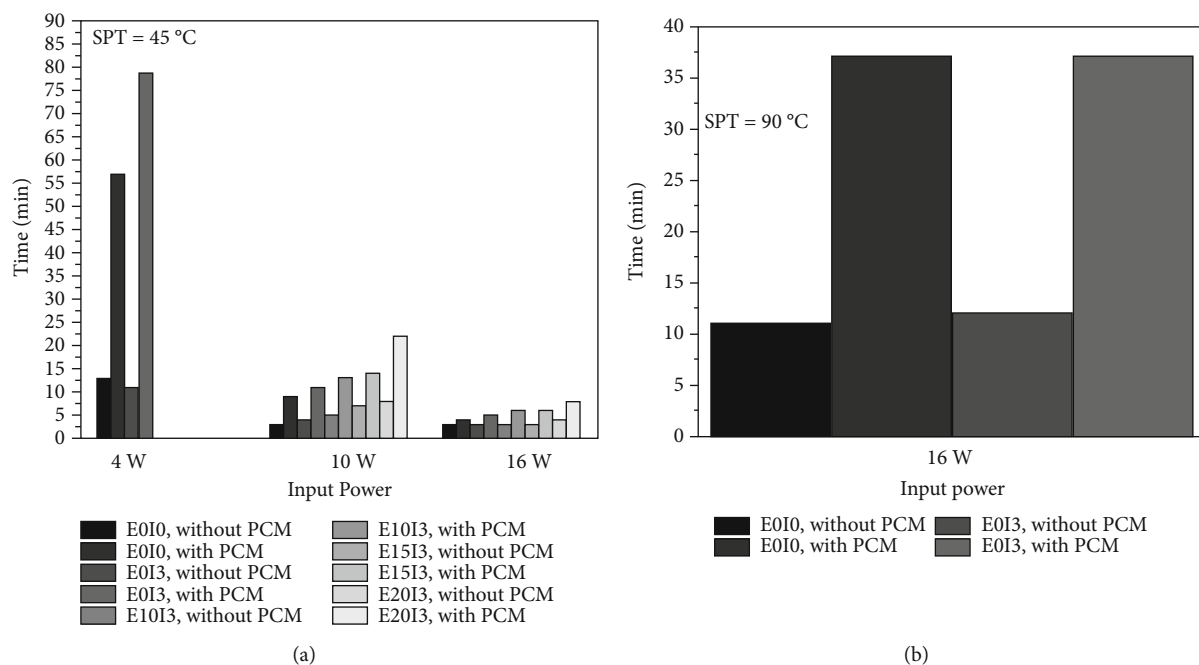 90
85
80
75
70
65
60
55
50
45
40
35
30
25
20
15
10
5
0
Time (min)
SPT = 45 °C
4 W
10 W
16 W
Input Power
E0I0, without PCM
E0I0, with PCM
E0I3, without PCM
E0I3, with PCM
E10I3, without PCM
E10I3, with PCM
E15I3, without PCM
E15I3, with PCM
E20I3, without PCM
E20I3, with PCM
(a)
40
35
30
25
20
15
10
5
0
Time (min)
SPT = 90 °C
16 W
Input power
E0I0, without PCM
E0I0, with PCM
E0I3, without PCM
E0I3, with PCM
(b)